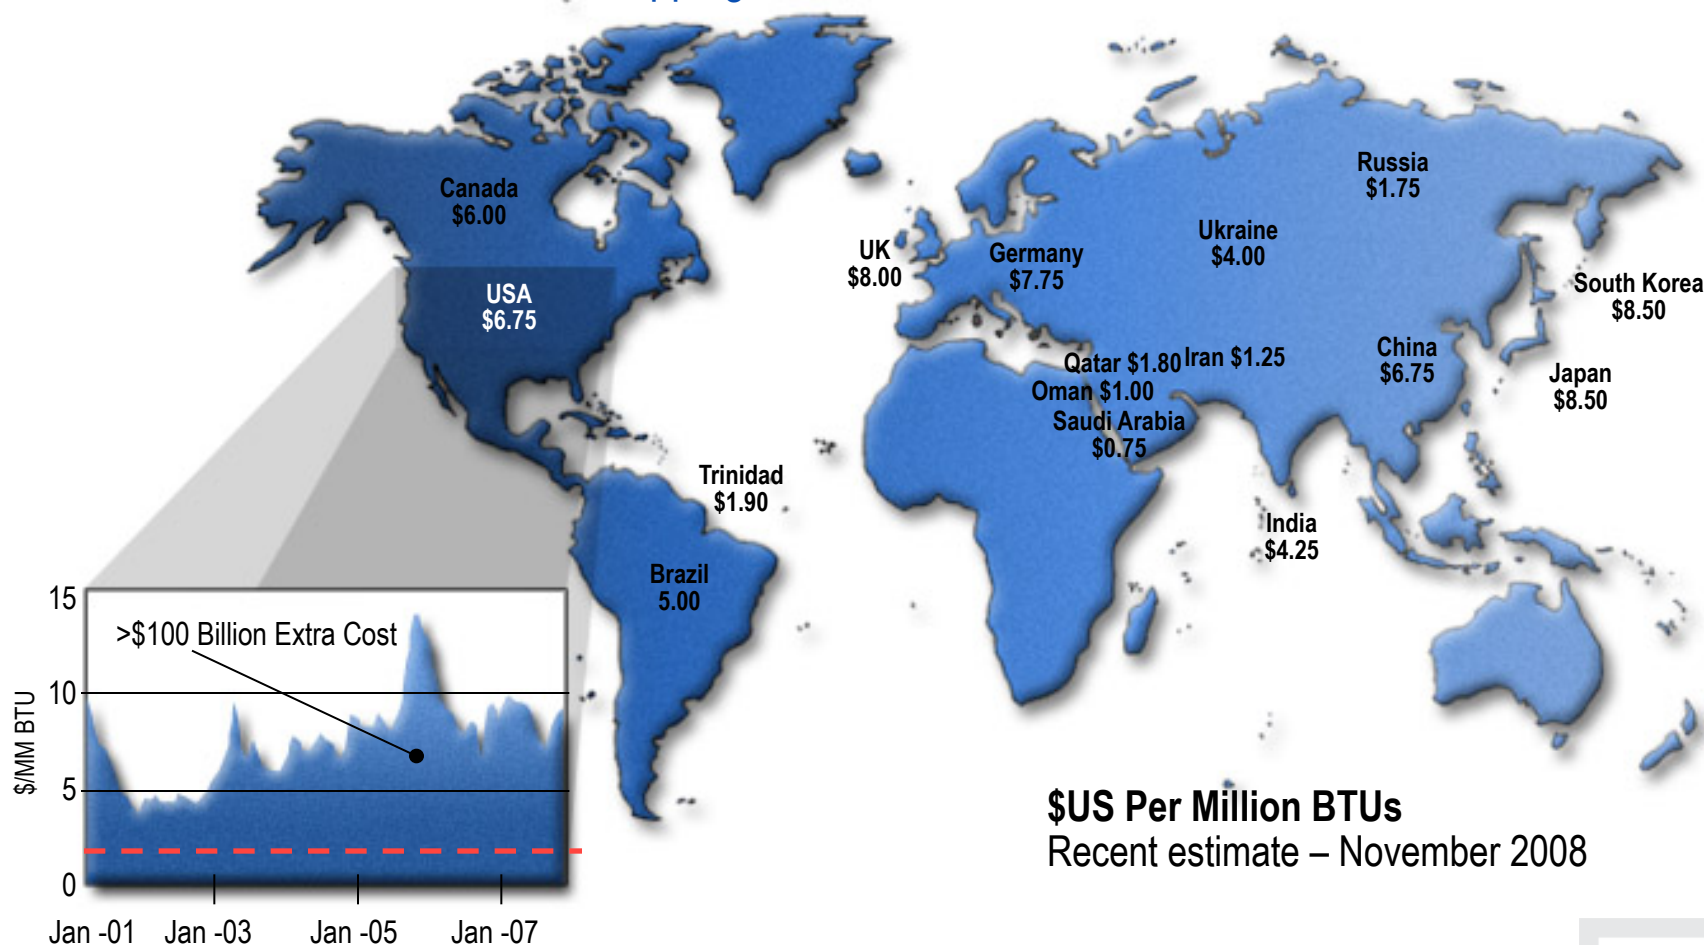 Canada
$6.00
USA
$6.75
UK
$8.00
Germany
$7.75
Ukraine
$4.00
Russia
$1.75
South Korea
$8.50
China
$6.75
Japan
$8.50
Qatar $1.80
Iran $1.25
Oman $1.00
Saudi Arabia
$0.75
Trinidad
$1.90
India
$4.25
Brazil
5.00
>$100 Billion Extra Cost
$/MM BTU
15
10
5
0
Jan -01
Jan -03
Jan -05
Jan -07
$US Per Million BTUs
Recent estimate – November 2008